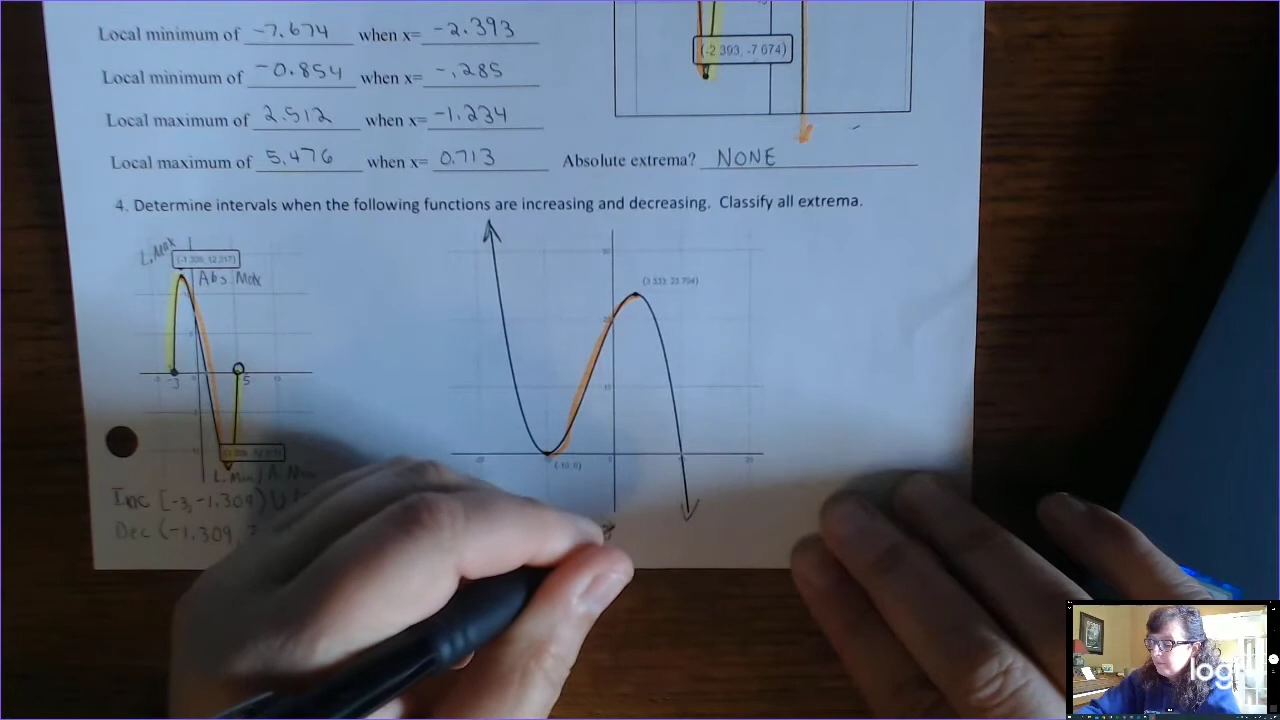 Local minimum of -7.674 when x= -2.393
(-2.393, -7.674)
Local minimum of -0.854 when x= -.285
Local maximum of 2.512 when x= -1.234
Local maximum of 5.476 when x= 0.713 Absolute extrema? NONE
4. Determine intervals when the following functions are increasing and decreasing. Classify all extrema.
L. Max
Abs. Max
-3
5
L. Min
(-10, 0)
Inc [-3, -1.309) U
Dec (-1.309,
logi